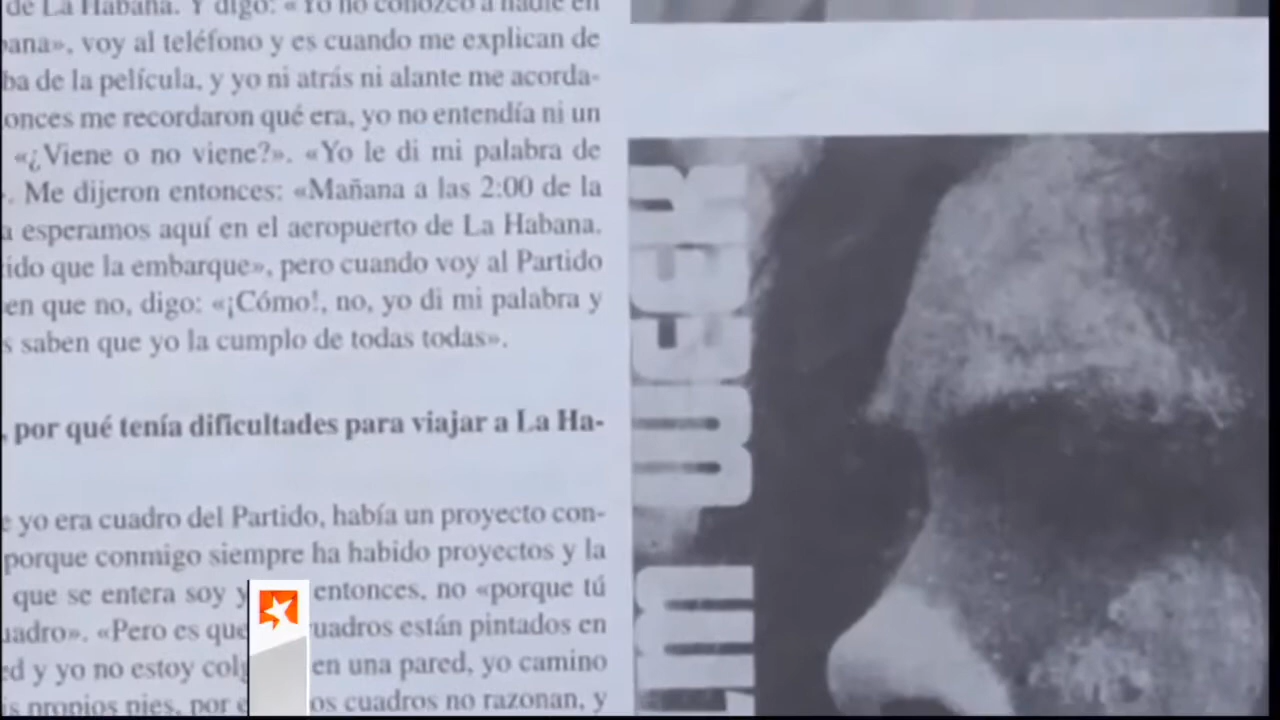 de La Habana. Y digo: «Yo no conozco a nadie en
bana», voy al teléfono y es cuando me explican de
ba de la película, y yo ni atrás ni alante me acorda-
onces me recordaron qué era, yo no entendía ni un
«¿Viene o no viene?». «Yo le di mi palabra de
». Me dijeron entonces: «Mañana a las 2:00 de la
a esperamos aquí en el aeropuerto de La Habana.
ido que la embarque», pero cuando voy al Partido
en que no, digo: «¡Cómo!, no, yo di mi palabra y
s saben que yo la cumplo de todas todas».
, por qué tenía dificultades para viajar a La Ha-
e yo era cuadro del Partido, había un proyecto con-
porque conmigo siempre ha habido proyectos y la
que se entera soy y entonces, no «porque tú
uadro». «Pero es que cuadros están pintados en
ed y yo no estoy colg en una pared, yo camino
is propios pies, por e os cuadros no razonan, y